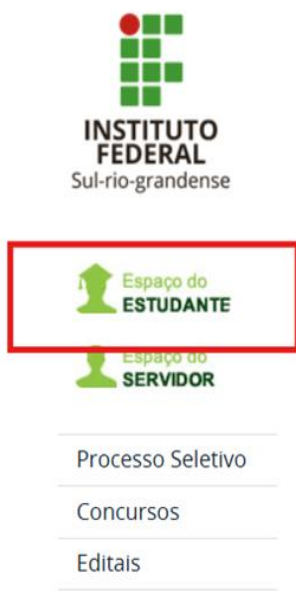 INSTITUTO
FEDERAL
Sul-rio-grandense
Espaço do
ESTUDANTE
Espaço do
SERVIDOR
Processo Seletivo
Concursos
Editais